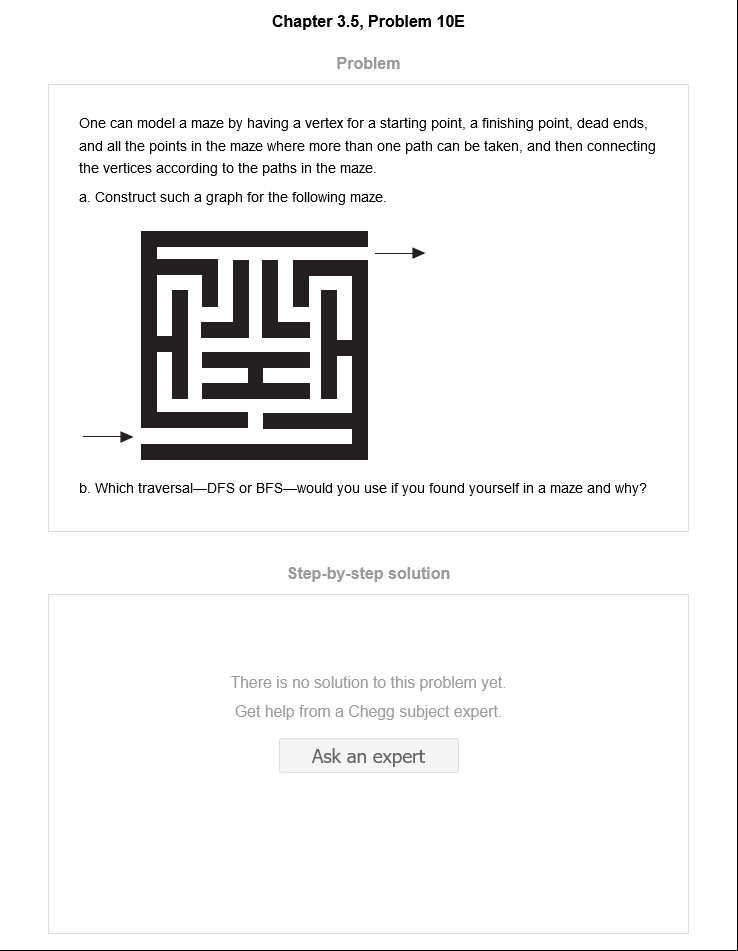 Chapter 3.5, Problem 10E
Problem
One can model a maze by having a vertex for a starting point, a finishing point, dead ends,
and all the points in the maze where more than one path can be taken, and then connecting
the vertices according to the paths in the maze.
a. Construct such a graph for the following maze.
b. Which traversal—DFS or BFS—would you use if you found yourself in a maze and why?
Step-by-step solution
There is no solution to this problem yet.
Get help from a Chegg subject expert.
Ask an expert